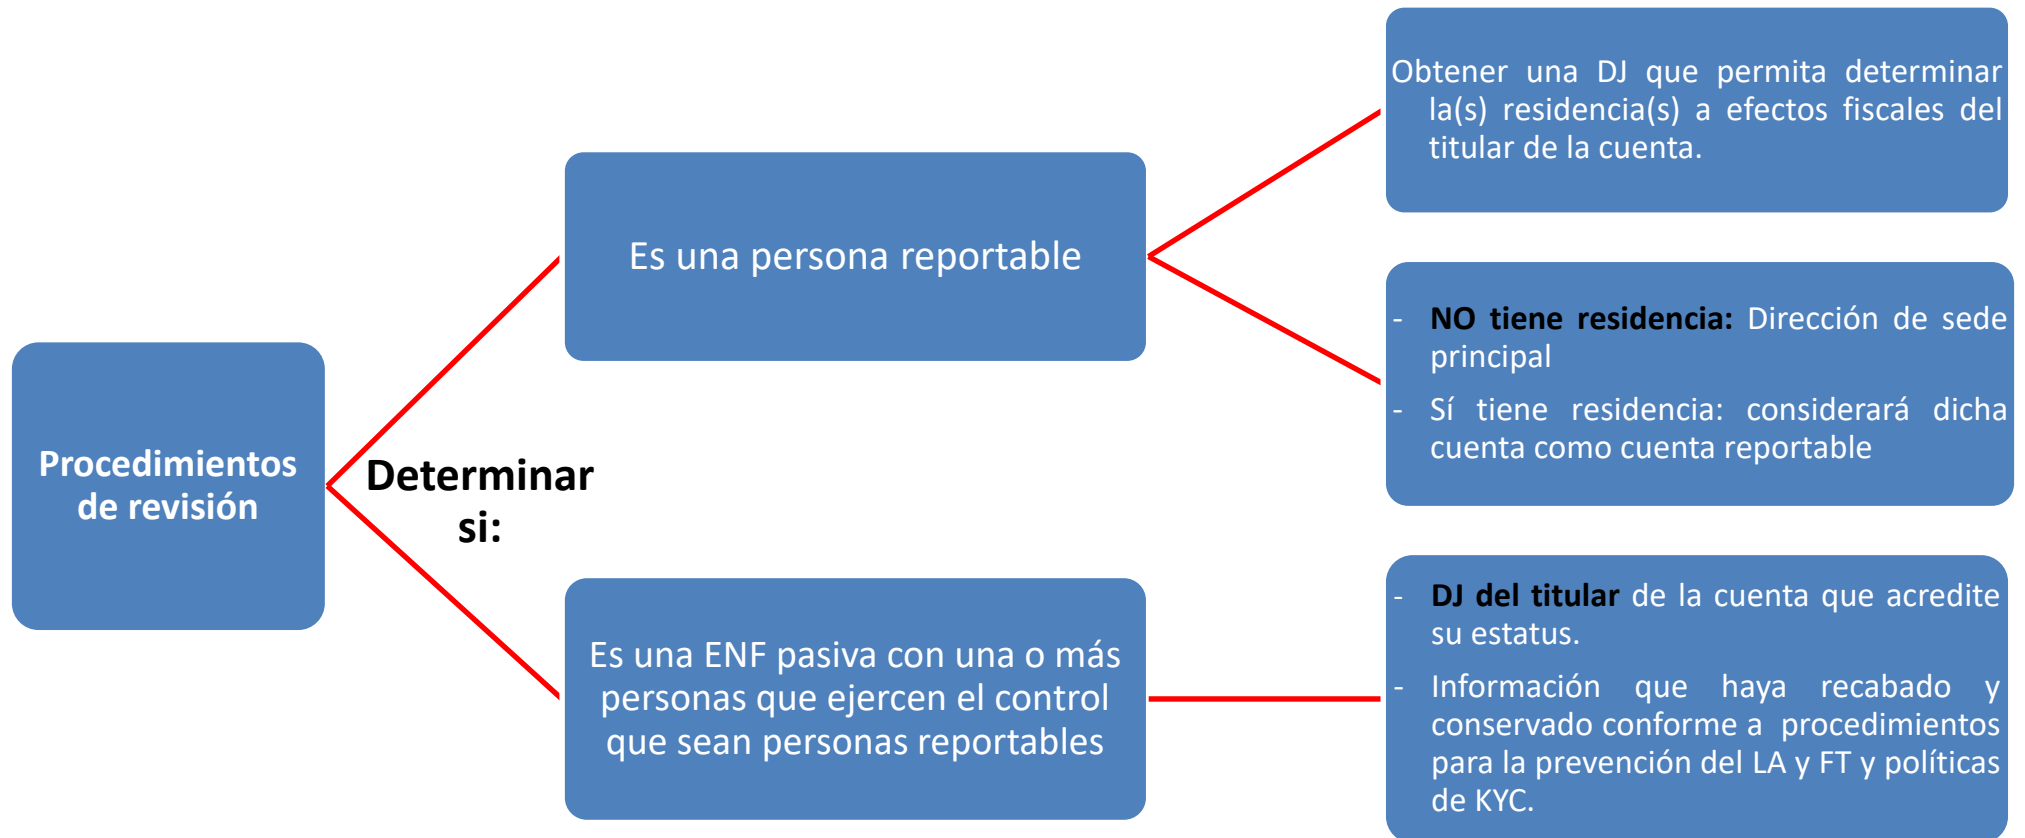 Procedimientos
de revisión
Determinar
si:
Es una persona reportable
Obtener una DJ que permita determinar
la(s) residencia(s) a efectos fiscales del
titular de la cuenta.
- NO tiene residencia: Dirección de sede
principal
- Sí tiene residencia: considerará dicha
cuenta como cuenta reportable
Es una ENF pasiva con una o más
personas que ejercen el control
que sean personas reportables
- DJ del titular de la cuenta que acredite
su estatus.
- Información que haya recabado y
conservado conforme a procedimientos
para la prevención del LA y FT y políticas
de KYC.